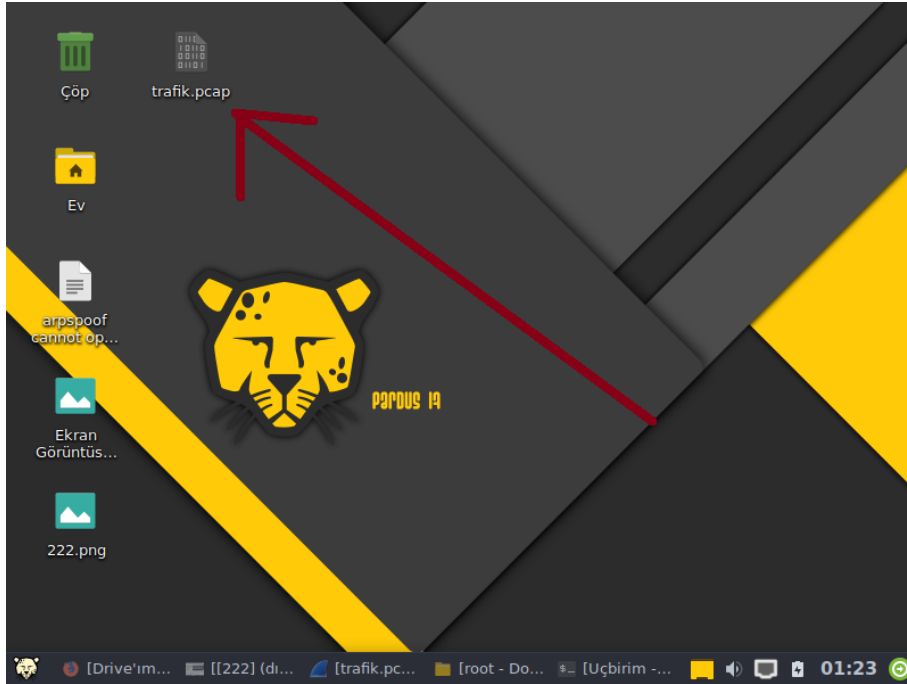 Çöp
trafik.pcap
Ev
arpspoof
cannot op...
Ekran
Görüntüs...
222.png
PARDUS 19
[Drive'ım...
[[222] (dı...
[trafik.pc...
[root - Do...
[Uçbirim -...
01:23